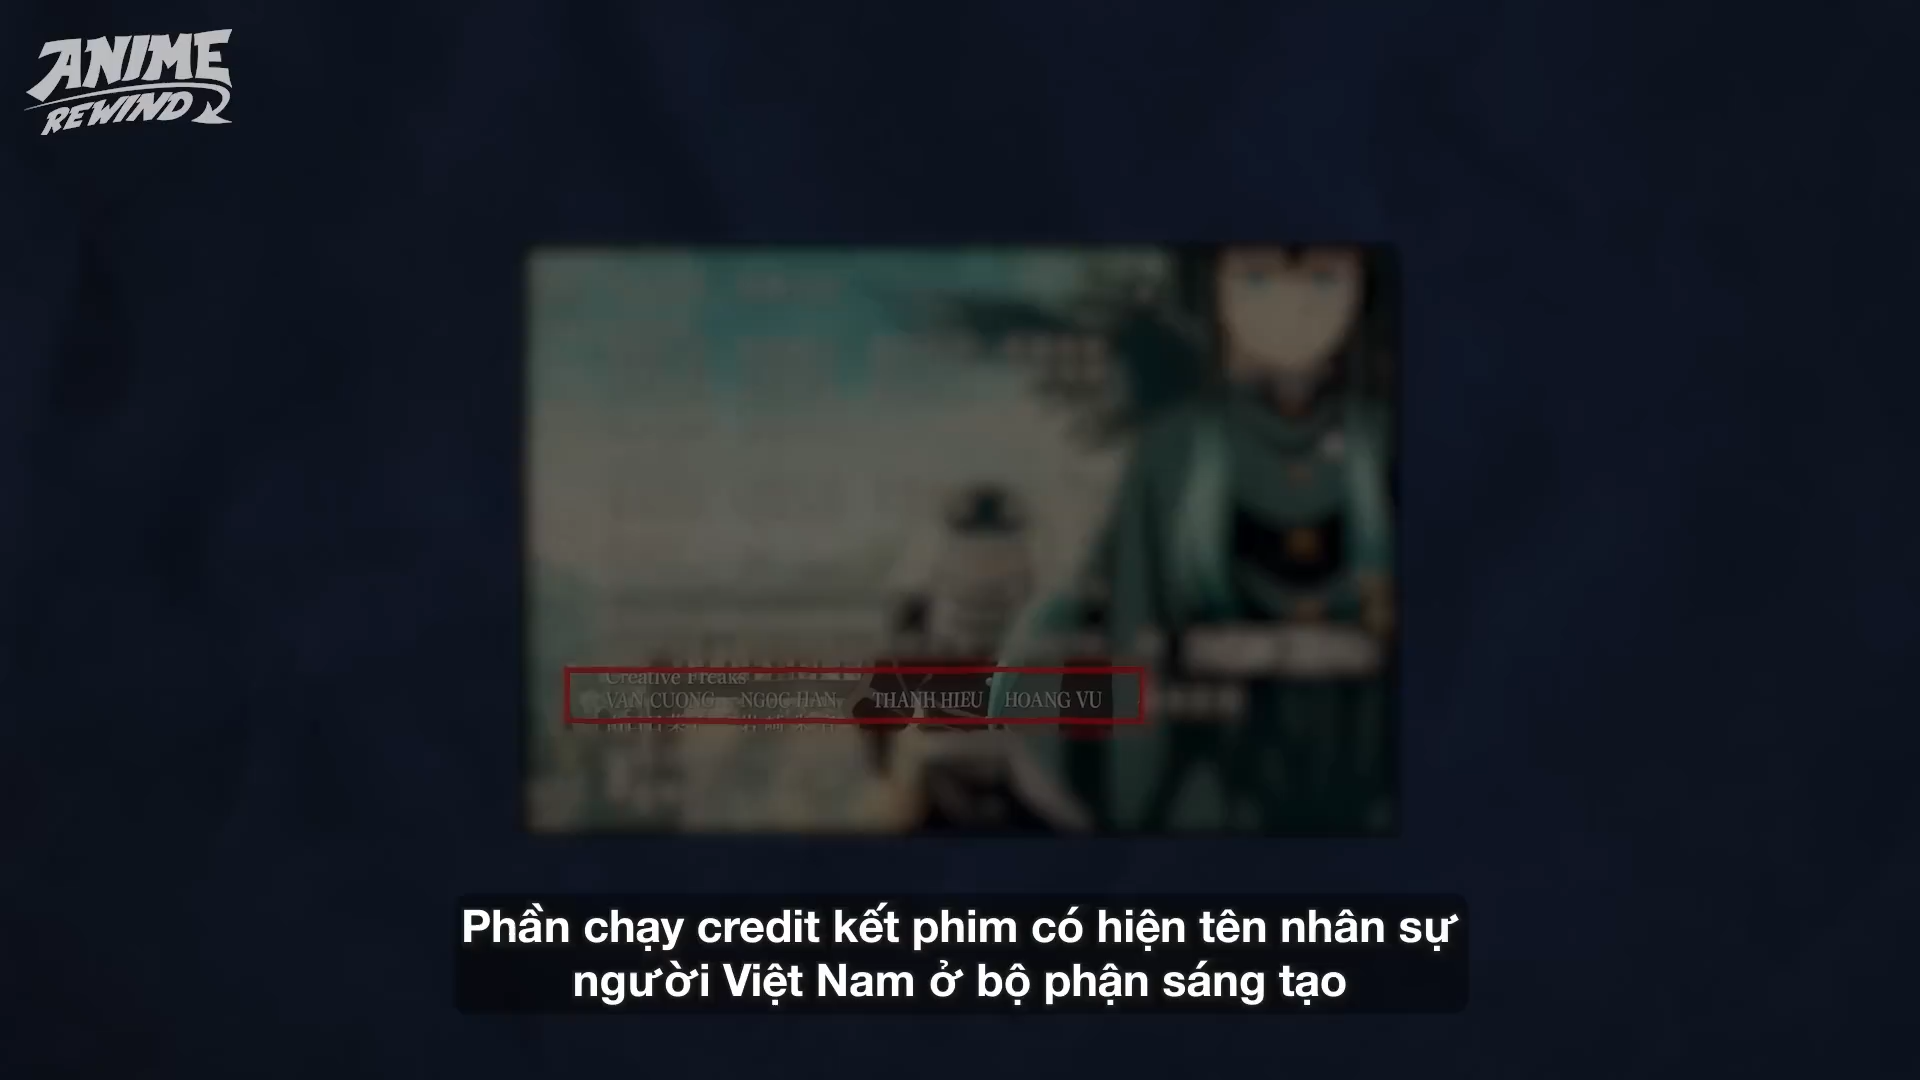 ANIME
REWIND
Creative Freaks
VAN CUONG NGOC HAN THANH HIEU HOANG VU
Phần chạy credit kết phim có hiện tên nhân sự
người Việt Nam ở bộ phận sáng tạo